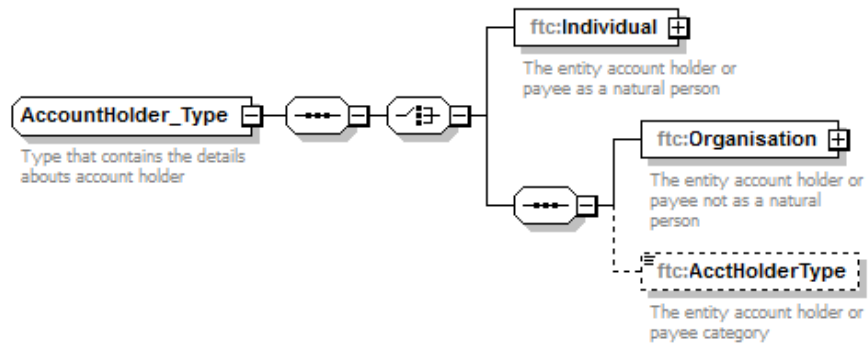 ftc:Individual
The entity account holder or
payee as a natural person
AccountHolder_Type
Type that contains the details
abouts account holder
ftc:Organisation
The entity account holder or
payee not as a natural
person
ftc:AcctHolderType
The entity account holder or
payee category